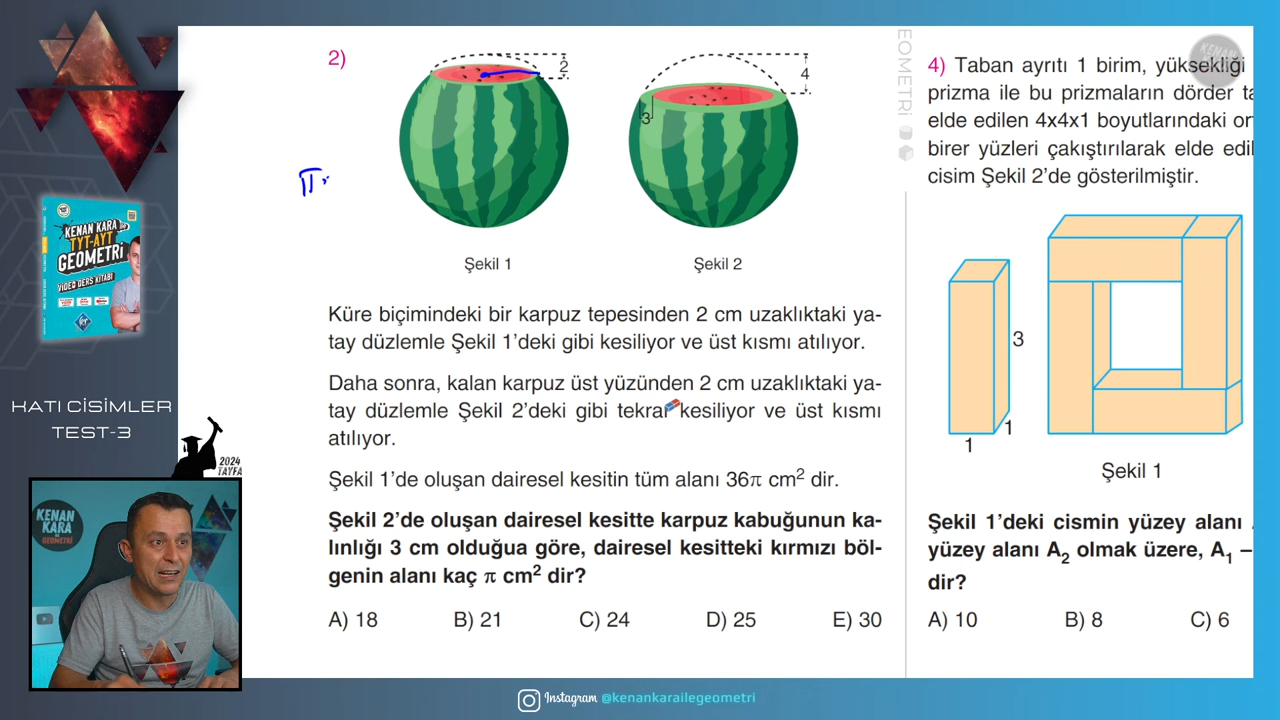 2)
2
4
3
π
Şekil 1
Şekil 2
Küre biçimindeki bir karpuz tepesinden 2 cm uzaklıktaki ya-
tay düzlemle Şekil 1’deki gibi kesiliyor ve üst kısmı atılıyor.
Daha sonra, kalan karpuz üst yüzünden 2 cm uzaklıktaki ya-
tay düzlemle Şekil 2’deki gibi tekrar kesiliyor ve üst kısmı
atılıyor.
Şekil 1’de oluşan dairesel kesitin tüm alanı 36π cm² dir.
Şekil 2’de oluşan dairesel kesitte karpuz kabuğunun ka-
lınlığı 3 cm olduğua göre, dairesel kesitteki kırmızı böl-
genin alanı kaç π cm² dir?
A) 18 B) 21 C) 24 D) 25 E) 30
EOMETRİ
4) Taban ayrıtı 1 birim, yüksekliği
prizma ile bu prizmaların dörder ta
elde edilen 4x4x1 boyutlarındaki or
birer yüzleri çakıştırılarak elde edil
cisim Şekil 2’de gösterilmiştir.
3
1
1
Şekil 1
Şekil 1’deki cismin yüzey alanı
yüzey alanı A₂ olmak üzere, A₁ –
dir?
A) 10 B) 8 C) 6
KENAN KARA
TYT-AYT
GEOMETRİ
VİDEO DERS KİTABI
KATI CİSİMLER
TEST-3
2024
TAYFA
KENAN
KARA
GEOMETRİ
Instagram @kenankarailegeometri